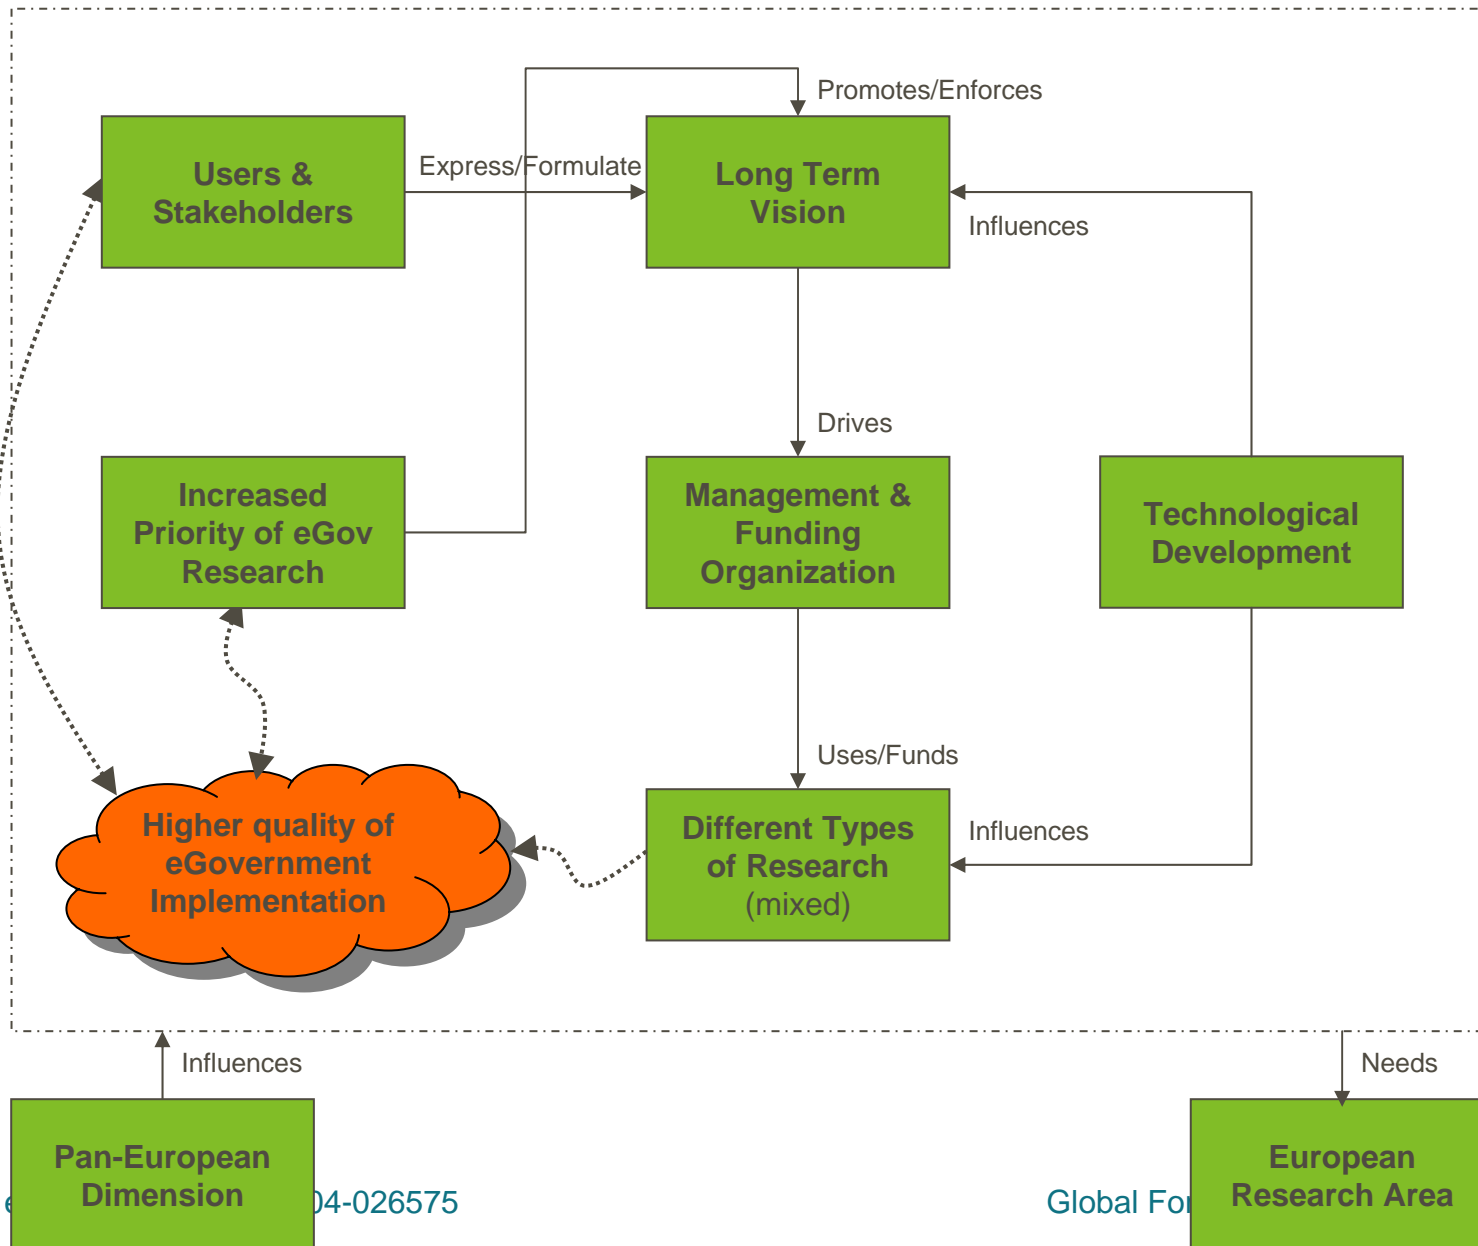 Promotes/Enforces
Users &
Stakeholders
Express/Formulate
Long Term
Vision
Influences
Drives
Increased
Priority of eGov
Research
Management &
Funding
Organization
Technological
Development
Uses/Funds
Higher quality of
eGovernment
Implementation
Different Types
of Research
(mixed)
Influences
Influences
Needs
Pan-European
Dimension
European
Research Area
04-026575
Global